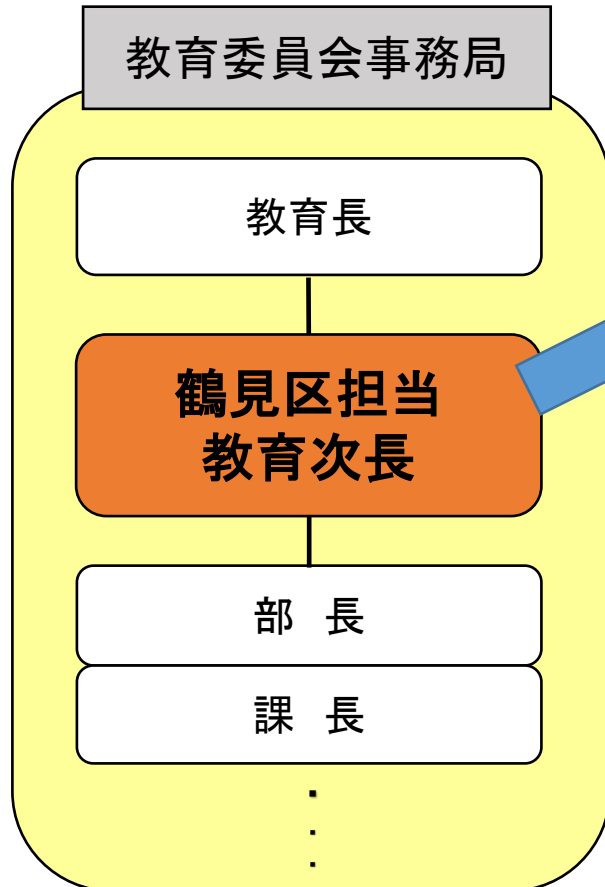 教育委員会事務局
教育長
鶴見区担当
教育次長
部　長
課　長